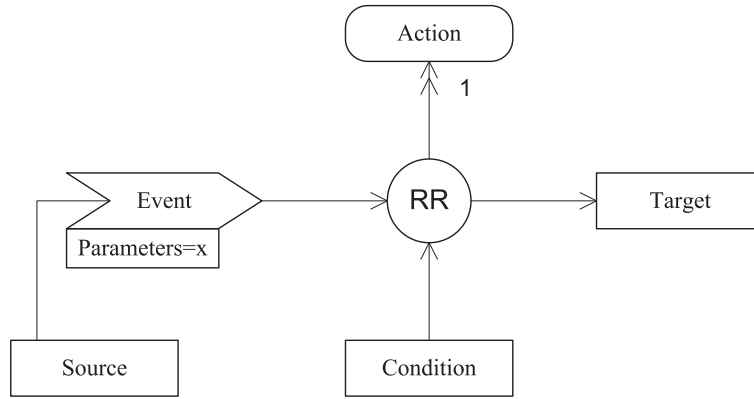 Action
1
Event
RR
Target
Parameters=x
Source
Condition